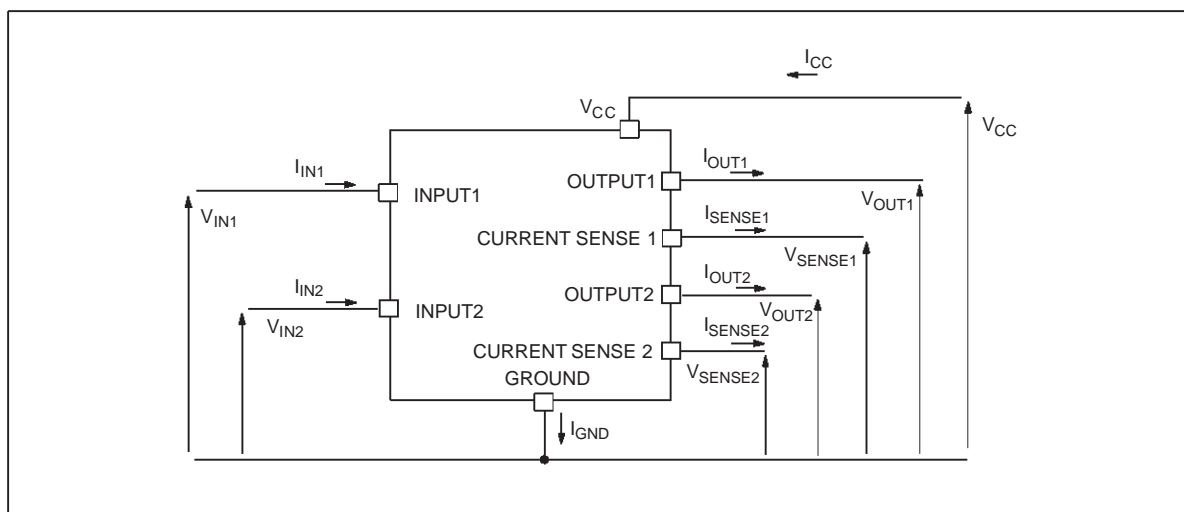 I_CC
V_CC
V_CC
I_IN1
I_OUT1
INPUT1
OUTPUT1
V_IN1
V_OUT1
I_SENSE1
CURRENT SENSE 1
V_SENSE1
I_IN2
I_OUT2
OUTPUT2
INPUT2
V_OUT2
V_IN2
I_SENSE2
CURRENT SENSE 2
V_SENSE2
GROUND
I_GND